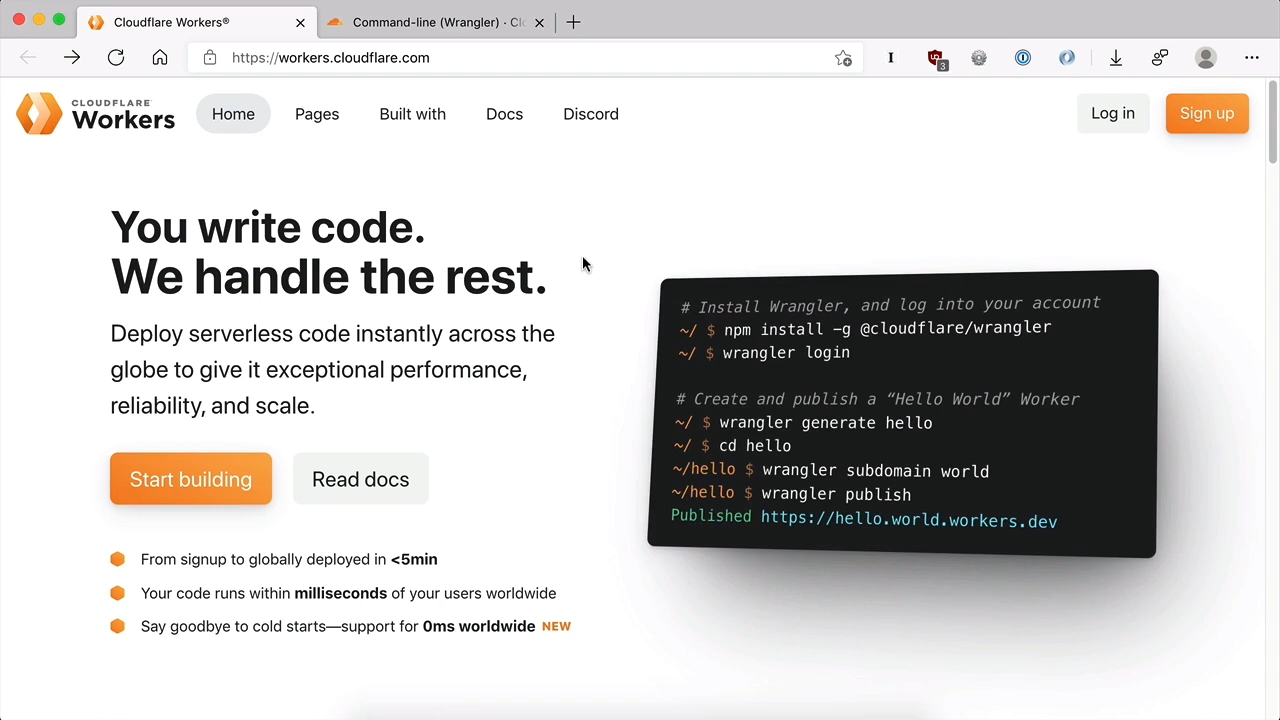 Cloudflare Workers®
Command-line (Wrangler) · Clo
https://workers.cloudflare.com
3
CLOUDFLARE
Workers
Home
Pages
Built with
Docs
Discord
Log in
Sign up
You write code.
We handle the rest.
Deploy serverless code instantly across the
globe to give it exceptional performance,
reliability, and scale.
Start building
Read docs
From signup to globally deployed in <5min
Your code runs within milliseconds of your users worldwide
Say goodbye to cold starts—support for 0ms worldwide NEW
# Install Wrangler, and log into your account
~/ $ npm install -g @cloudflare/wrangler
~/ $ wrangler login
# Create and publish a “Hello World” Worker
~/ $ wrangler generate hello
~/ $ cd hello
~/hello $ wrangler subdomain world
~/hello $ wrangler publish
Published https://hello.world.workers.dev